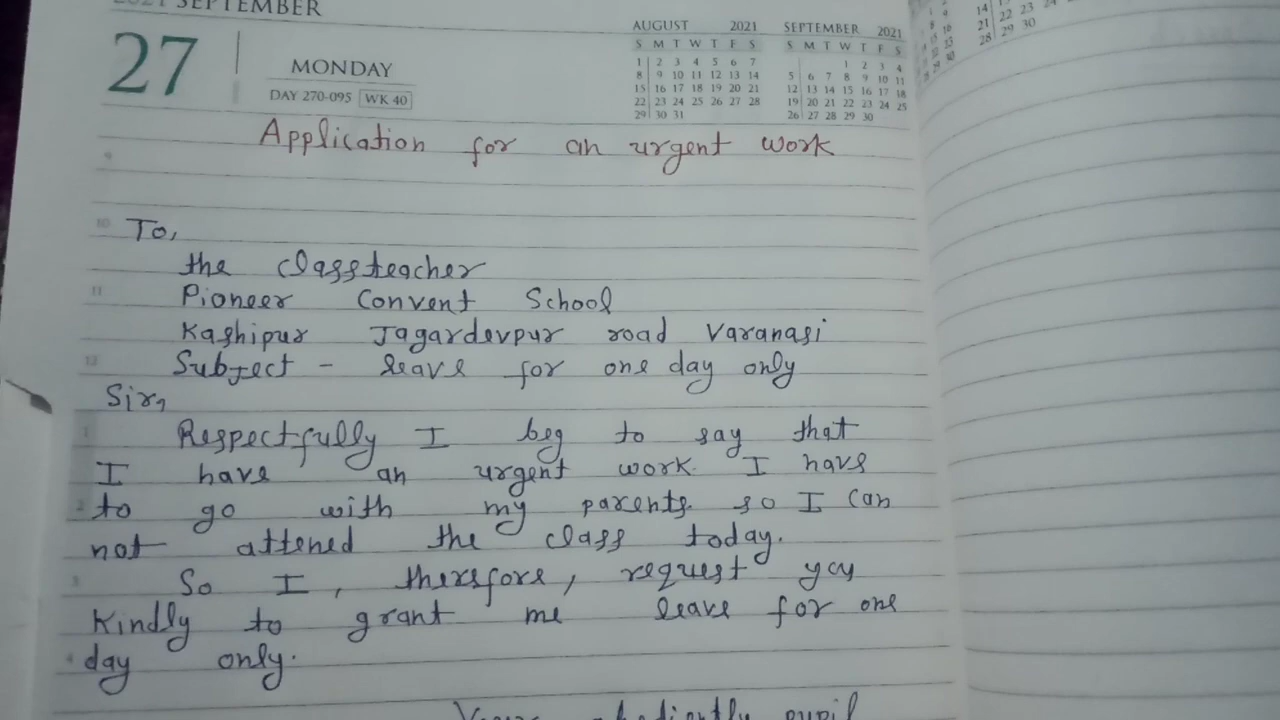 SEPTEMBER
27
MONDAY
DAY 270-095 WK 40
AUGUST 2021
S M T W T F S
1 2 3 4 5 6 7
8 9 10 11 12 13 14
15 16 17 18 19 20 21
22 23 24 25 26 27 28
29 30 31
SEPTEMBER 2021
S M T W T F S
1 2 3 4
5 6 7 8 9 10 11
12 13 14 15 16 17 18
19 20 21 22 23 24 25
26 27 28 29 30
Application for an urgent work
To,
the classteacher
Pioneer Convent School
Kashipur Jagardevpur road Varanasi
Subject - leave for one day only
Sir,
Respectfully I beg to say that
I have an urgent work. I have
to go with my parents. so I can
not attened the class today.
So I, therefore, request you
Kindly to grant me leave for one
day only.
pupil